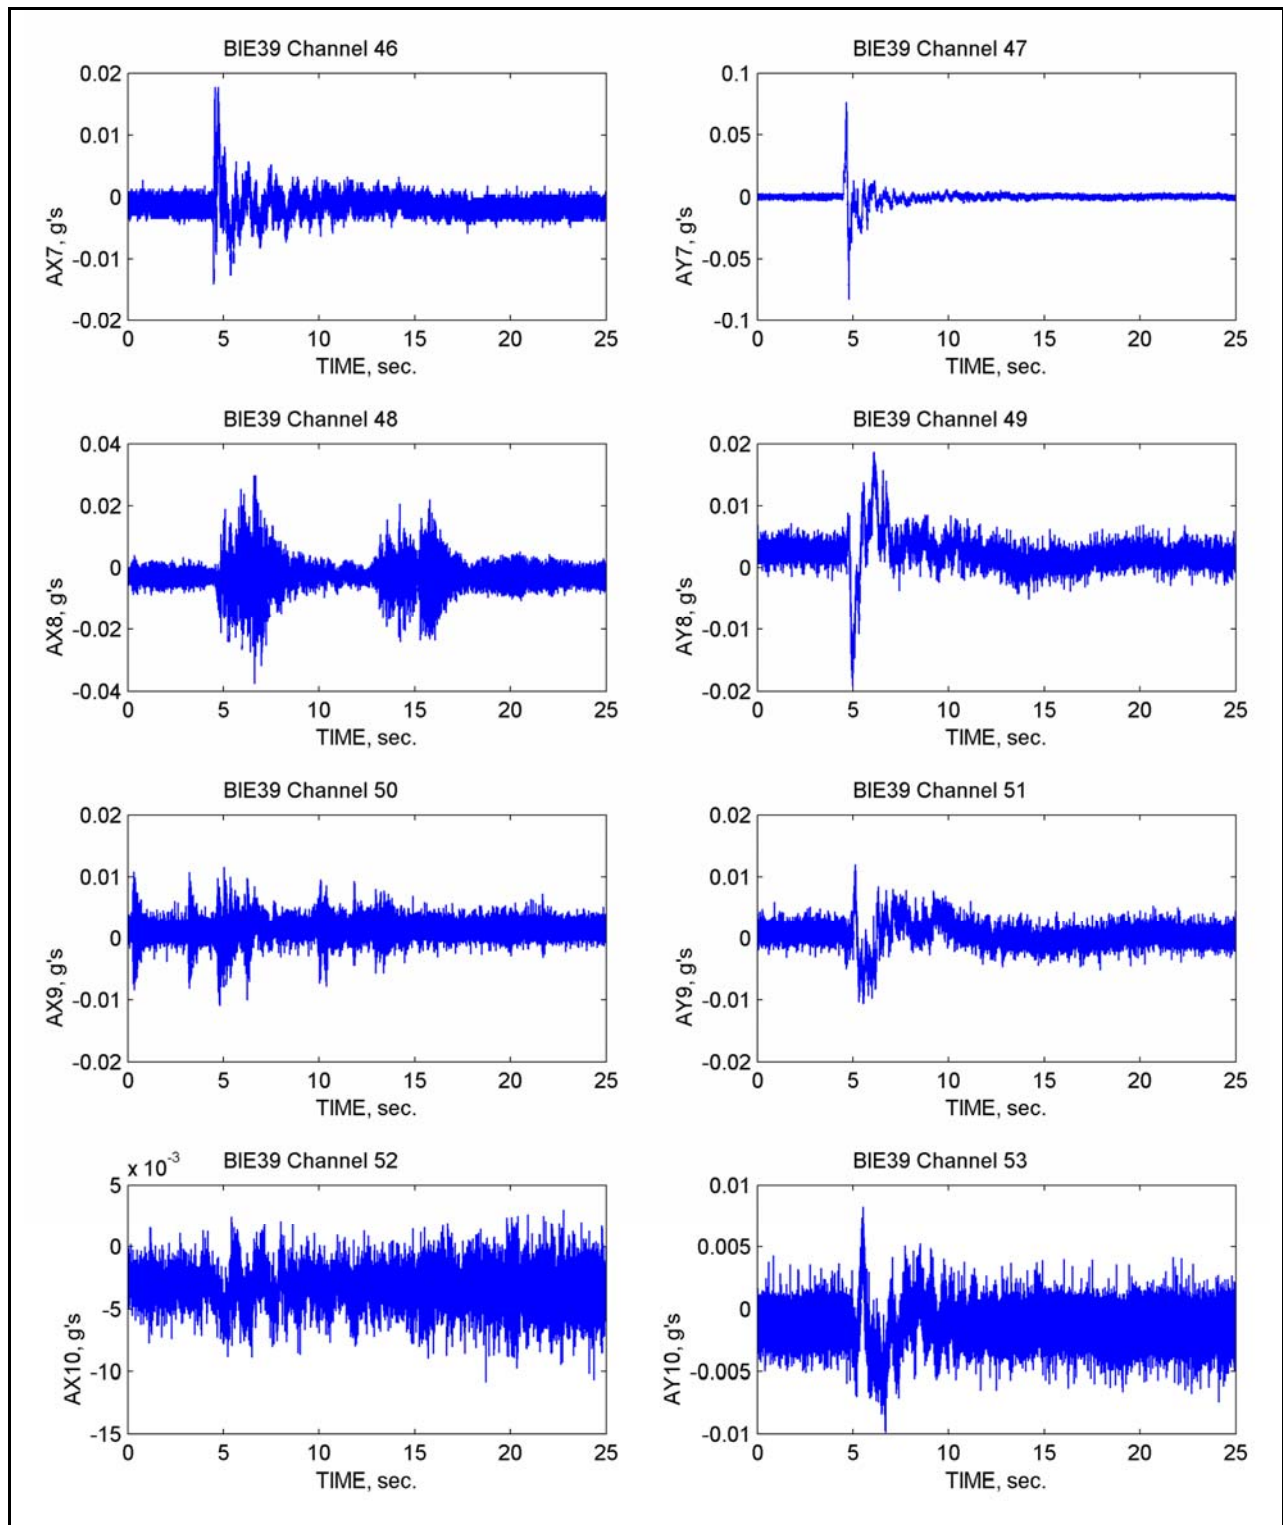 BIE39 Channel 46
0.02
0.01
0
-0.01
-0.02
AX7, g's
0 5 10 15 20 25
TIME, sec.
BIE39 Channel 47
0.1
0.05
0
-0.05
-0.1
AY7, g's
0 5 10 15 20 25
TIME, sec.
BIE39 Channel 48
0.04
0.02
0
-0.02
-0.04
AX8, g's
0 5 10 15 20 25
TIME, sec.
BIE39 Channel 49
0.02
0.01
0
-0.01
-0.02
AY8, g's
0 5 10 15 20 25
TIME, sec.
BIE39 Channel 50
0.02
0.01
0
-0.01
-0.02
AX9, g's
0 5 10 15 20 25
TIME, sec.
BIE39 Channel 51
0.02
0.01
0
-0.01
-0.02
AY9, g's
0 5 10 15 20 25
TIME, sec.
x 10⁻³ BIE39 Channel 52
5
0
-5
-10
-15
AX10, g's
0 5 10 15 20 25
TIME, sec.
BIE39 Channel 53
0.01
0.005
0
-0.005
-0.01
AY10, g's
0 5 10 15 20 25
TIME, sec.